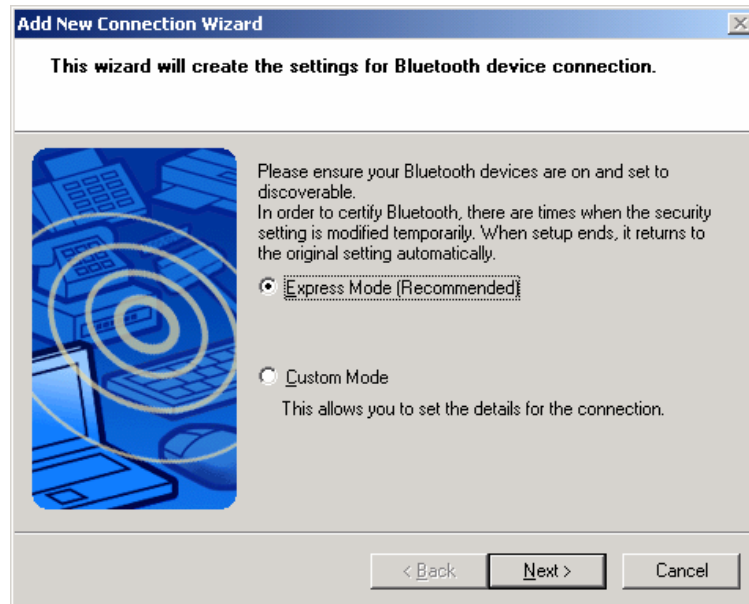 Add New Connection Wizard
This wizard will create the settings for Bluetooth device connection.
Please ensure your Bluetooth devices are on and set to
discoverable.
In order to certify Bluetooth, there are times when the security
setting is modified temporarily. When setup ends, it returns to
the original setting automatically.
Express Mode (Recommended)
Custom Mode
This allows you to set the details for the connection.
< Back
Next >
Cancel